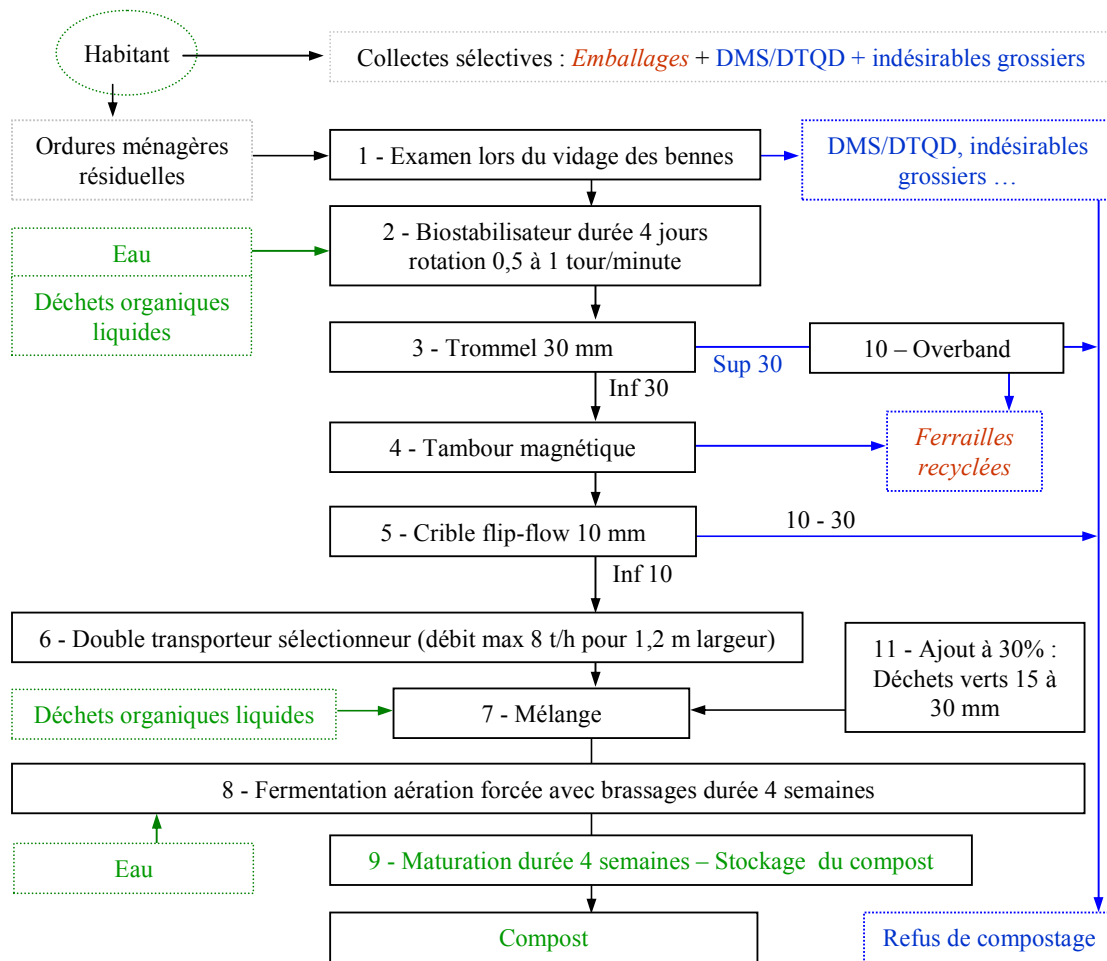 Habitant
Collectes sélectives : Emballages + DMS/DTQD + indésirables grossiers
Ordures ménagères
résiduelles
1 - Examen lors du vidage des bennes
DMS/DTQD, indésirables
grossiers …
Eau
Déchets organiques
liquides
2 - Biostabilisateur durée 4 jours
rotation 0,5 à 1 tour/minute
3 - Trommel 30 mm
Sup 30
10 – Overband
Inf 30
4 - Tambour magnétique
Ferrailles
recyclées
5 - Crible flip-flow 10 mm
10 - 30
Inf 10
6 - Double transporteur sélectionneur (débit max 8 t/h pour 1,2 m largeur)
11 - Ajout à 30% :
Déchets verts 15 à
30 mm
Déchets organiques liquides
7 - Mélange
8 - Fermentation aération forcée avec brassages durée 4 semaines
Eau
9 - Maturation durée 4 semaines – Stockage du compost
Compost
Refus de compostage